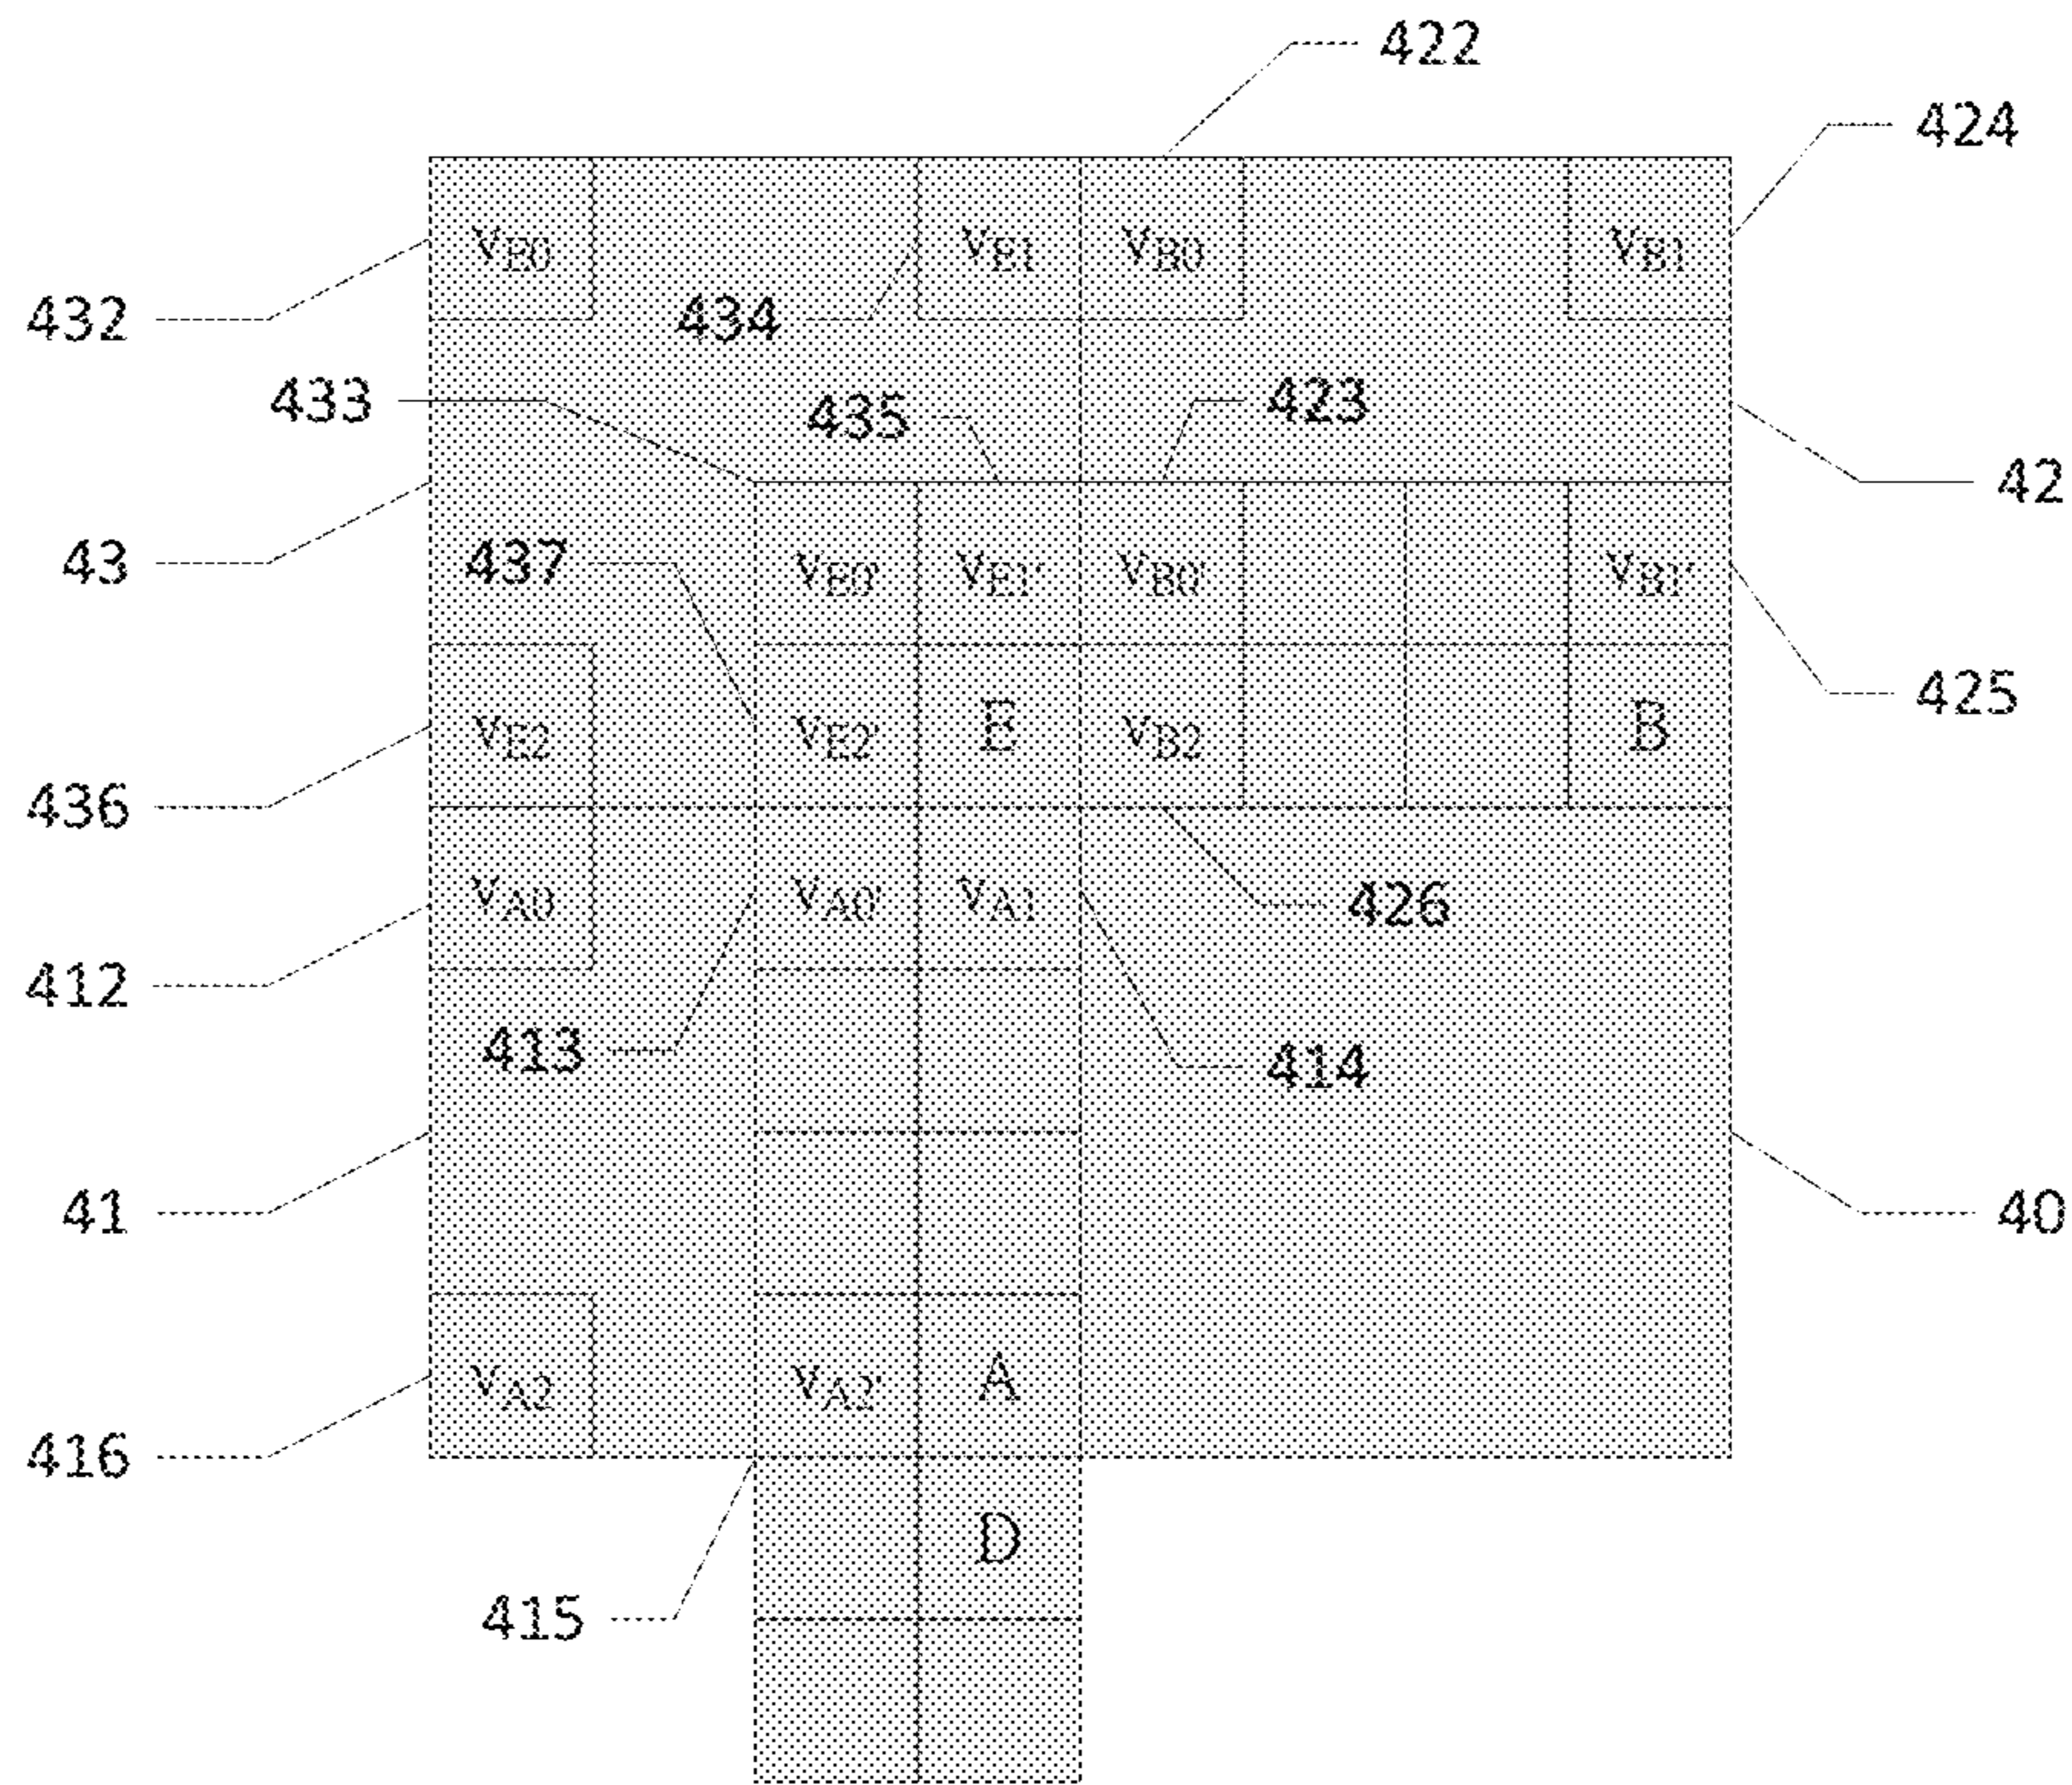 422
424
vE0 vE1 vB0 vB1
432 434
433 435 423
42
43 437 vE0' vE1' vB0' vB1'
425
vE2 vE2' E vB2 B
436
vA0 vA0' vA1 426
412
413 414
41 40
vA2 vA2' A
416
D
415